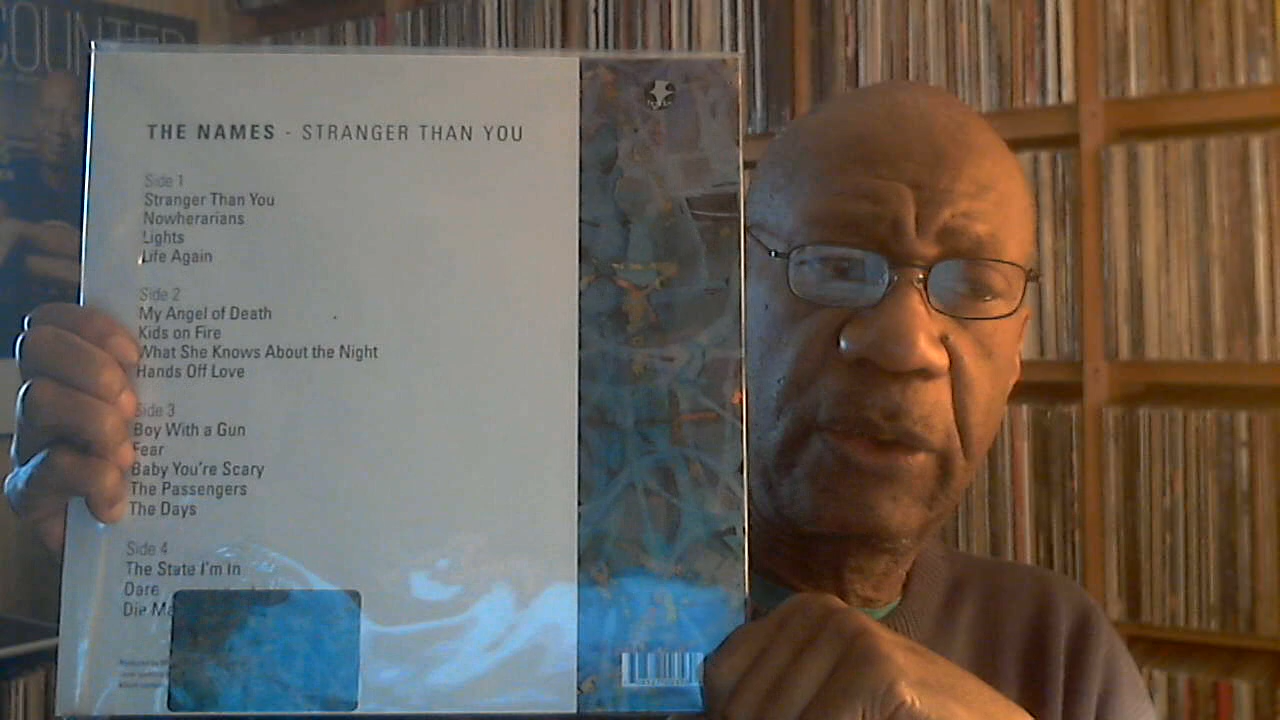 COUNTER
THE NAMES - STRANGER THAN YOU
Side 1
Stranger Than You
Nowherarians
Lights
Life Again
Side 2
My Angel of Death
Kids on Fire
What She Knows About the Night
Hands Off Love
Side 3
Boy With a Gun
Fear
Baby You're Scary
The Passengers
The Days
Side 4
The State I'm In
Dare
Die